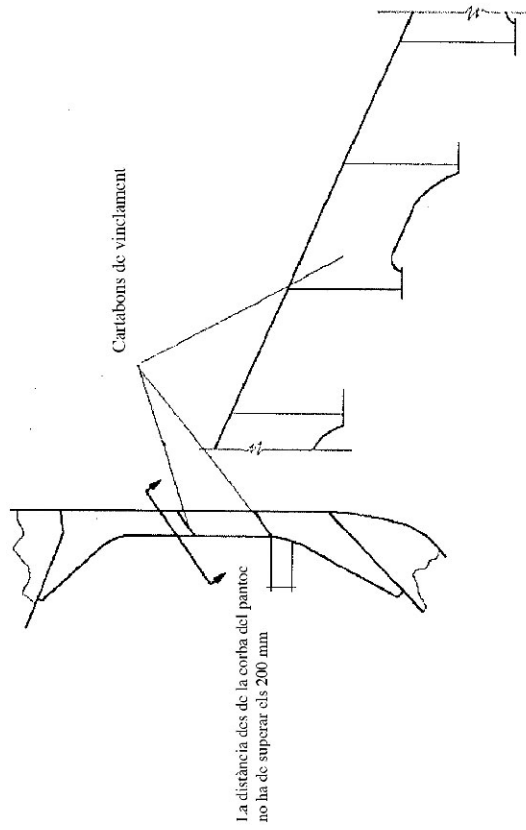 Cartabons de vinclament
La distància des de la corba del pantoc
no ha de superar els 200 mm